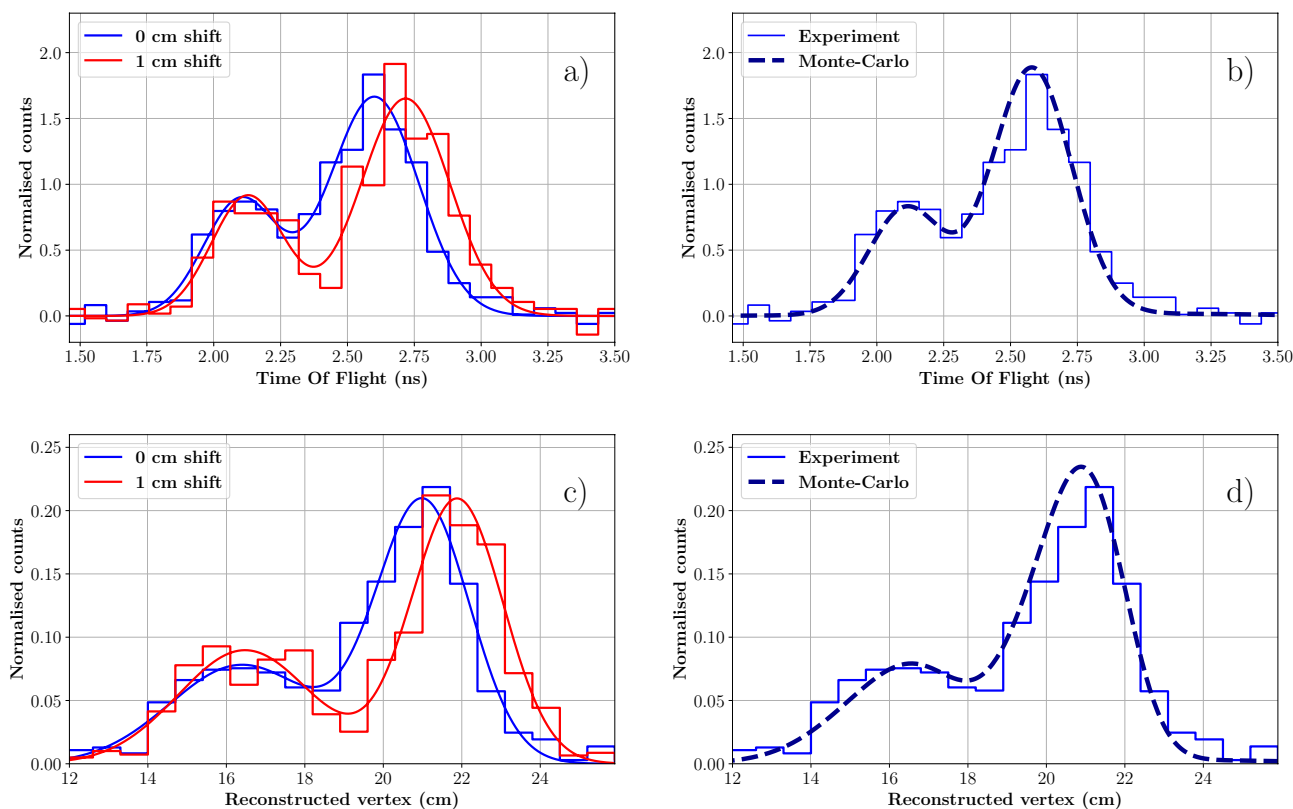 0 cm shift
1 cm shift
a)
Normalised counts
2.0
1.5
1.0
0.5
0.0
1.50 1.75 2.00 2.25 2.50 2.75 3.00 3.25 3.50
Time Of Flight (ns)
Experiment
Monte-Carlo
b)
Normalised counts
2.0
1.5
1.0
0.5
0.0
1.50 1.75 2.00 2.25 2.50 2.75 3.00 3.25 3.50
Time Of Flight (ns)
0 cm shift
1 cm shift
c)
Normalised counts
0.25
0.20
0.15
0.10
0.05
0.00
12 14 16 18 20 22 24
Reconstructed vertex (cm)
Experiment
Monte-Carlo
d)
Normalised counts
0.25
0.20
0.15
0.10
0.05
0.00
12 14 16 18 20 22 24
Reconstructed vertex (cm)